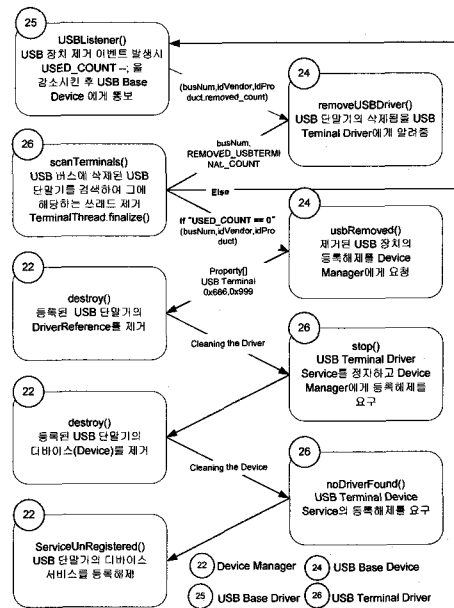 25
USBListener()
USB 장치 제거 이벤트 발생시
USED_COUNT --; 을
감소시킨 후 USB Base
Device 에게 통보
(busNum,idVendor,idPro
duct,removed_count)
24
removeUSBDriver()
USB 단말기의 삭제됨을 USB
Teminal Driver에게 알려줌
busNum,
REMOVED_USBTERMI
NAL_COUNT
26
scanTerminals()
USB 버스에 삭제된 USB
단말기를 검색하여 그에
해당하는 쓰레드 제거
TerminalThread.finalize()
Else
If "USED_COUNT == 0"
(busNum,idVendor,idPro
duct)
24
usbRemoved()
제거된 USB 장치의
등록해제를 Device
Manager에게 요청
Property[]
USB Terminal
0x666,0x999
22
destroy()
등록된 USB 단말기의
DriverReference를 제거
Cleaning the Driver
26
stop()
USB Terminal Driver
Service를 정지하고 Device
Manager에게 등록해제를
요구
22
destroy()
등록된 USB 단말기의
디바이스(Device)를 제거
Cleaning the Device
26
noDriverFound()
USB Terminal Device
Service의 등록해제를 요구
22
ServiceUnRegistered()
USB 단말기의 디바이스
서비스를 등록해제
22 Device Manager 24 USB Base Device
25 USB Base Driver 26 USB Terminal Driver